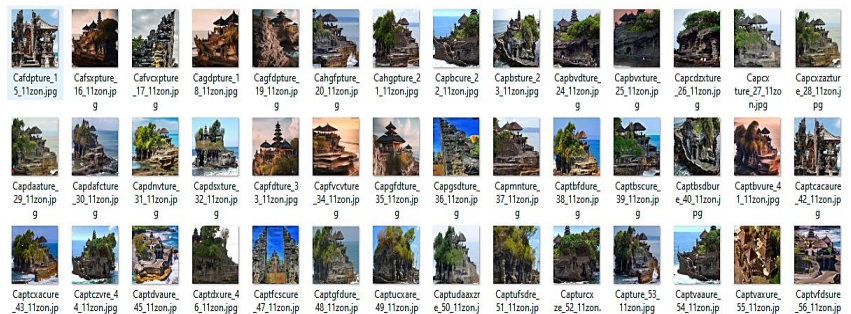 Cafdpture_1 Cafsxpture_ Cafvcxpture Cagdpture_1 Cagfdpture_ Cahgfpture_ Cahgpture_2 Capbcure_2 Capbsture_2 Capbvdture_ Capbvxture_ Capcdzxture Capcx Capcxzaztur
5_11zon.jpg 16_11zon.jp _17_11zon.jp 8_11zon.jpg 19_11zon.jp 20_11zon.jp 1_11zon.jpg 2_11zon.jpg 3_11zon.jpg 24_11zon.jp 25_11zon.jp _26_11zon.jp ture_27_11zo e_28_11zon.j
g g g g g g g n.jpg pg
Capdaature_ Capdafcture Capdnvture_ Capdsxture_ Capfdture_3 Capfvcvture Capgfdture_ Capgsdture_ Capmnture_ Captbfdure_ Captbscure_ Captbsdbur Captbvure_4 Captcacaure
29_11zon.jp _30_11zon.jp 31_11zon.jp 32_11zon.jp 3_11zon.jpg _34_11zon.jp 35_11zon.jp 36_11zon.jp 37_11zon.jp 38_11zon.jp 39_11zon.jp e_40_11zon.j 1_11zon.jpg _42_11zon.jp
g g g g g g g g g g pg g
Captcxacure Captczvre_4 Captdvaure_ Captdxure_4 Captfcscure Captgfdure_ Captucxare_ Captudaaxzr Captufsdre_ Capturcx Capture_53_ Captvaaure_ Captvaxure_ Captvfdsure
_43_11zon.jp 4_11zon.jpg 45_11zon.jp 6_11zon.jpg _47_11zon.jp 48_11zon.jp 49_11zon.jp e_50_11zon.j 51_11zon.jp ze_52_11zon. 11zon.jpg 54_11zon.jp 55_11zon.jp _56_11zon.jp